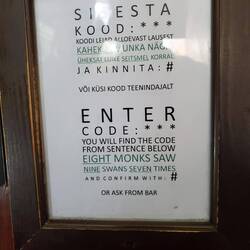 SISESTA
KOOD: * * *
KOODI LEIAD ALLOLEVAST LAUSEST
KAHEKSA MUNKA NÄGI
ÜHEKSAT LUIKE SEITSMEL KORRAL
JA KINNITA: #
VÕI KÜSI KOOD TEENINDAJALT
ENTER
CODE: * * *
YOU WILL FIND THE CODE
FROM SENTENCE BELOW
EIGHT MONKS SAW
NINE SWANS SEVEN TIMES
AND CONFIRM WITH: #
OR ASK FROM BAR